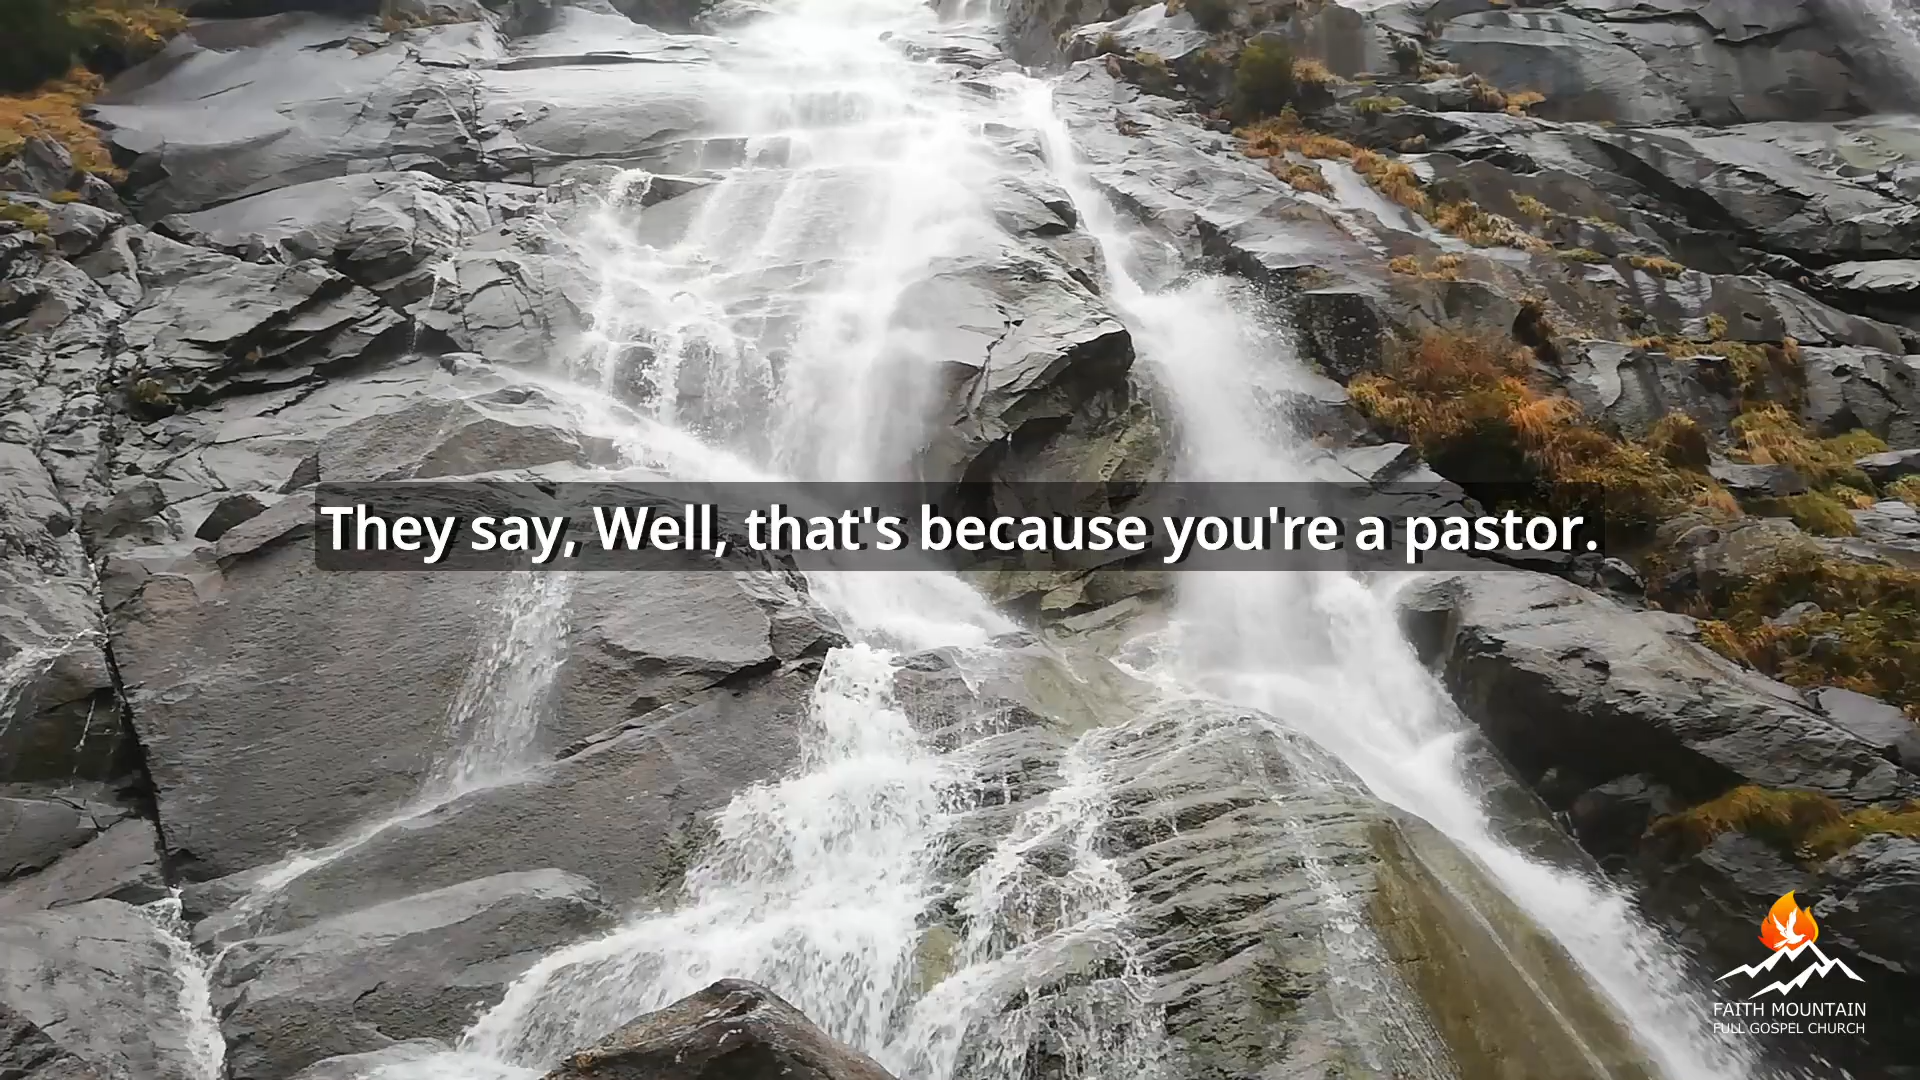 They say, Well, that's because you're a pastor.
FAITH MOUNTAIN
FULL GOSPEL CHURCH